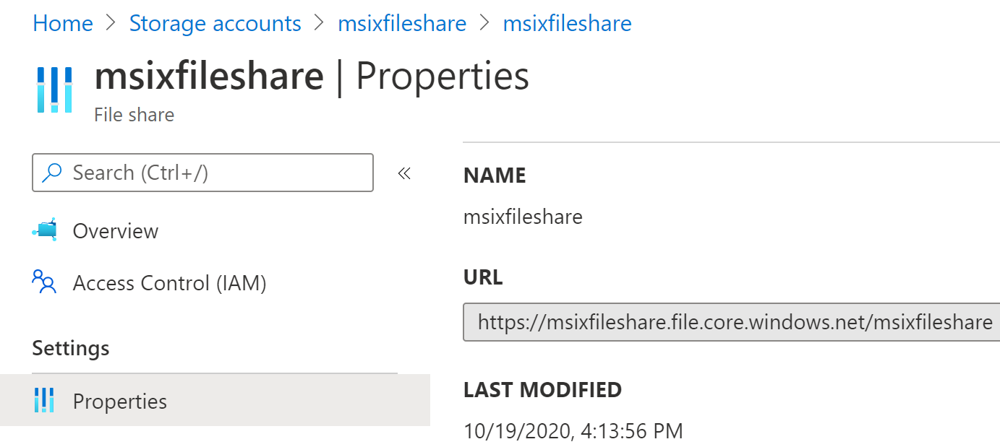 Home > Storage accounts > msixfileshare > msixfileshare
msixfileshare | Properties
File share
Search (Ctrl+/)
«
Overview
Access Control (IAM)
Settings
Properties
NAME
msixfileshare
URL
https://msixfileshare.file.core.windows.net/msixfileshare
LAST MODIFIED
10/19/2020, 4:13:56 PM